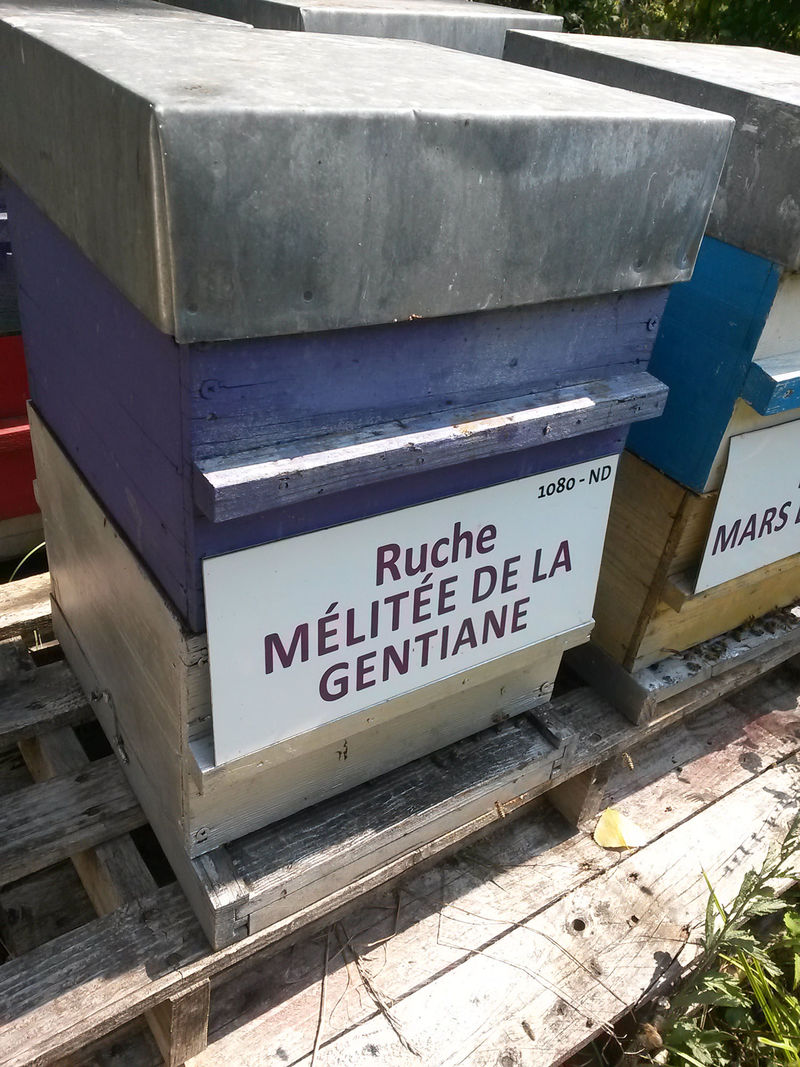 1080 - ND
Ruche
MÉLITÉE DE LA
GENTIANE
MARS